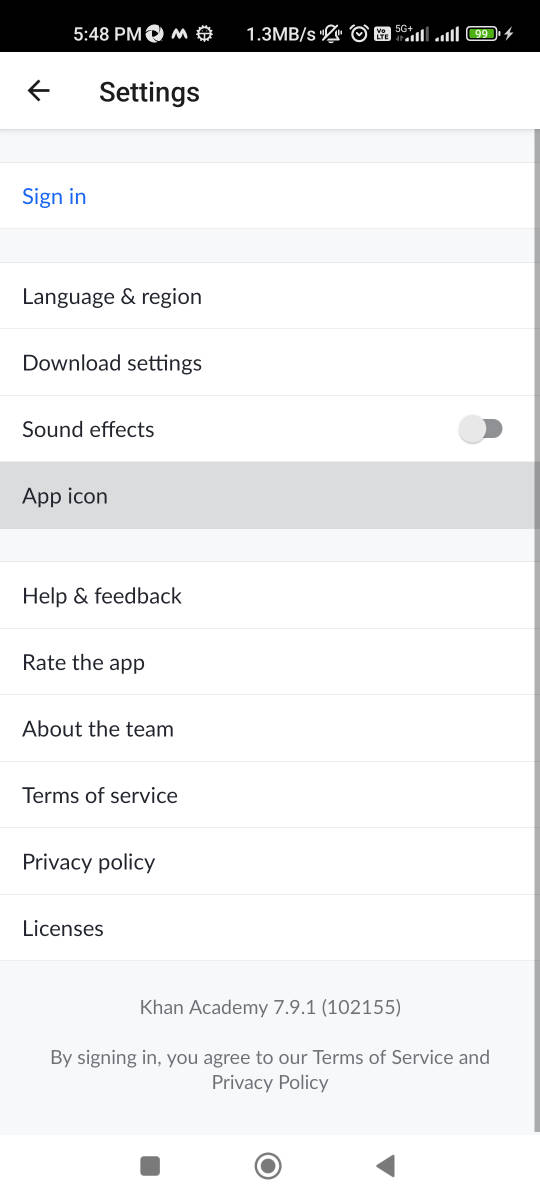 5:48 PM 1.3MB/s Vo LTE 5G+ 99
Settings
Sign in
Language & region
Download settings
Sound effects
App icon
Help & feedback
Rate the app
About the team
Terms of service
Privacy policy
Licenses
Khan Academy 7.9.1 (102155)
By signing in, you agree to our Terms of Service and
Privacy Policy